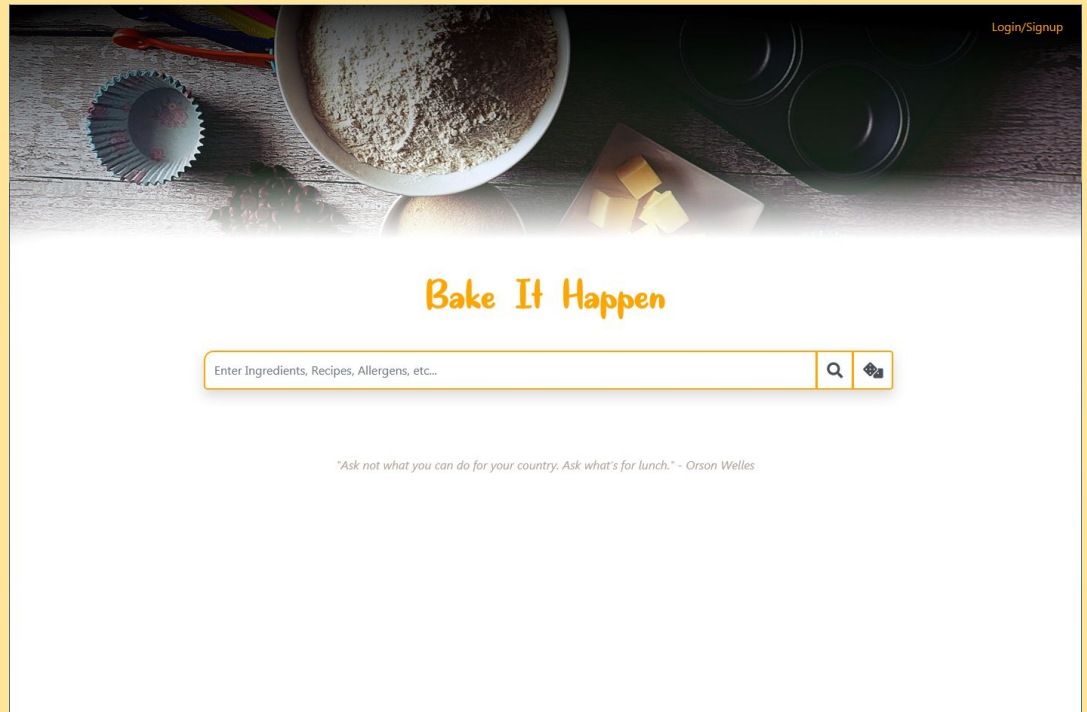 Login/Signup
Bake It Happen
Enter Ingredients, Recipes, Allergens, etc...
"Ask not what you can do for your country. Ask what's for lunch." - Orson Welles